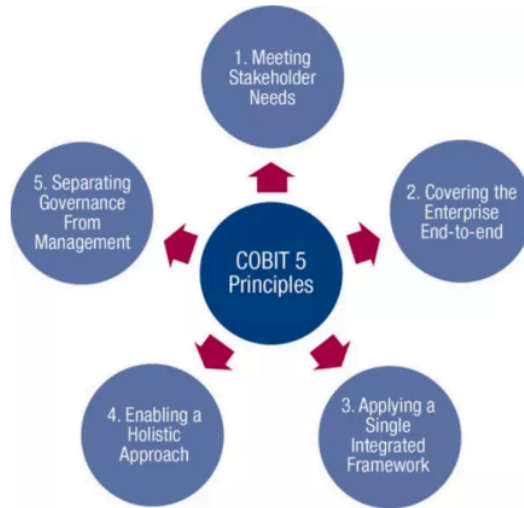 1. Meeting
Stakeholder
Needs
5. Separating
Governance
From
Management
2. Covering the
Enterprise
End-to-end
COBIT 5
Principles
4. Enabling a
Holistic
Approach
3. Applying a
Single
Integrated
Framework